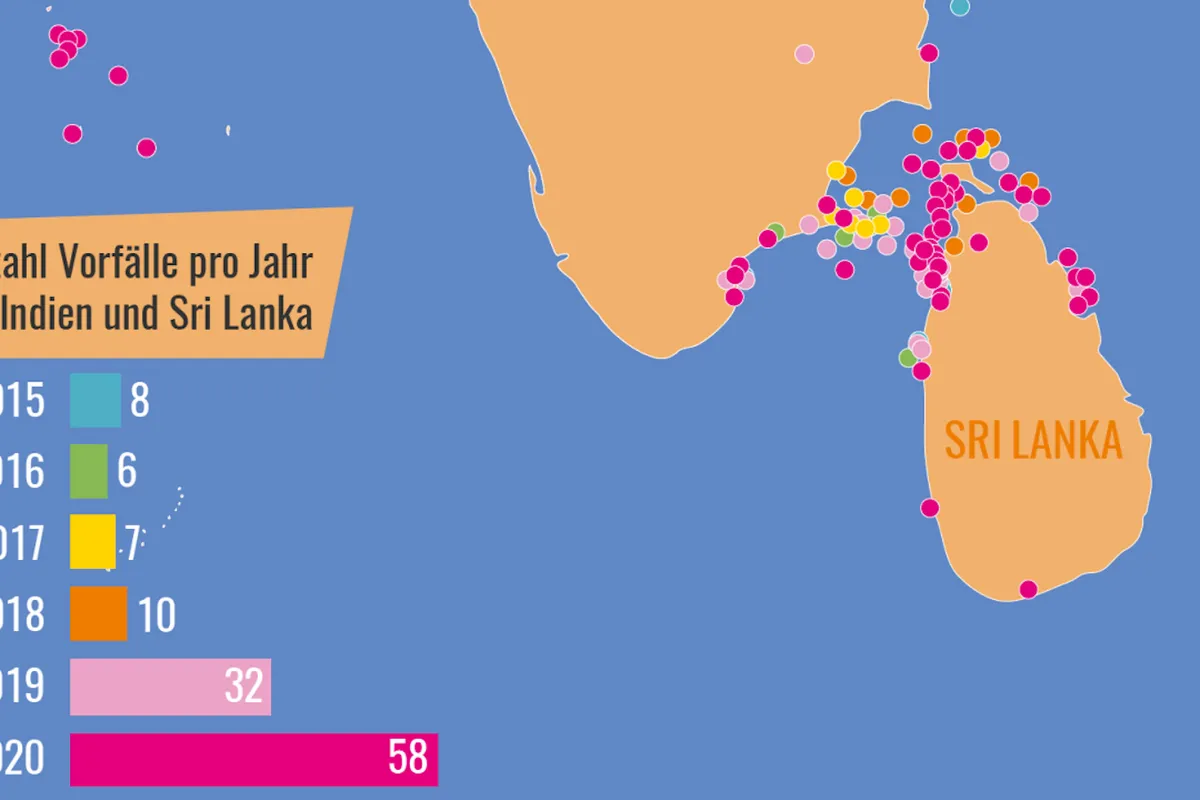 zahl Vorfälle pro Jahr
Indien und Sri Lanka
015 8
016 6
017 7
018 10
019 32
020 58
SRI LANKA